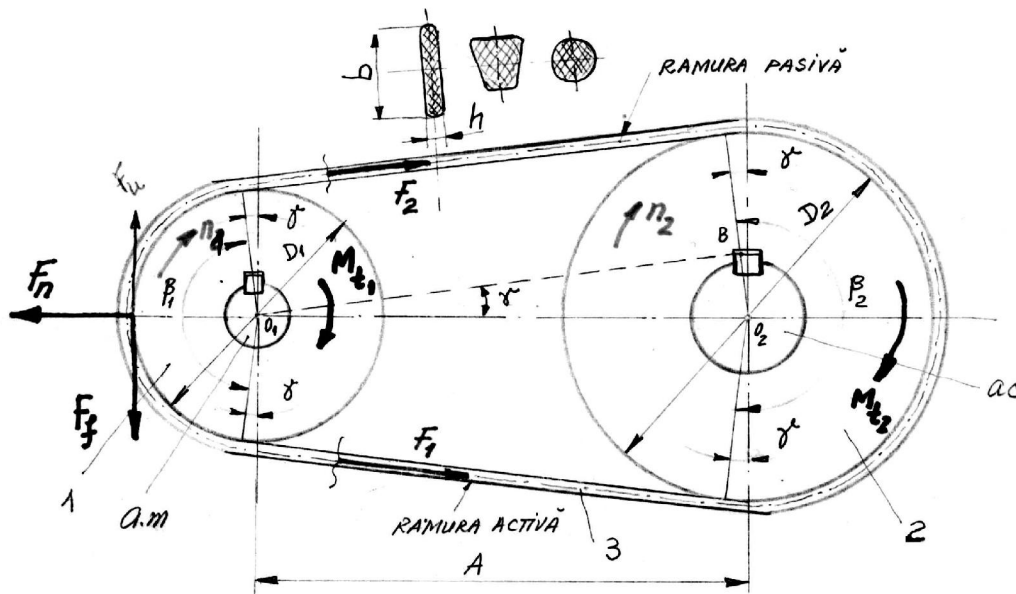 b
h
RAMURA PASIVĂ
F₂
Fu
n₁
γ
D1
Mt₁
β₁
O₁
γ
n₂
B
D2
β₂
O₂
Fn
Ff
γ
γ
γ
Mt₂
ac
F₁
1
a.m
RAMURA ACTIVĂ
3
2
A